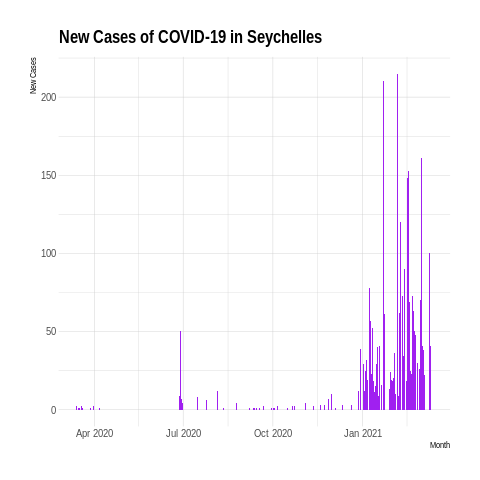 New Cases of COVID-19 in Seychelles
New Cases
200
150
100
50
0
Apr 2020
Jul 2020
Oct 2020
Jan 2021
Month